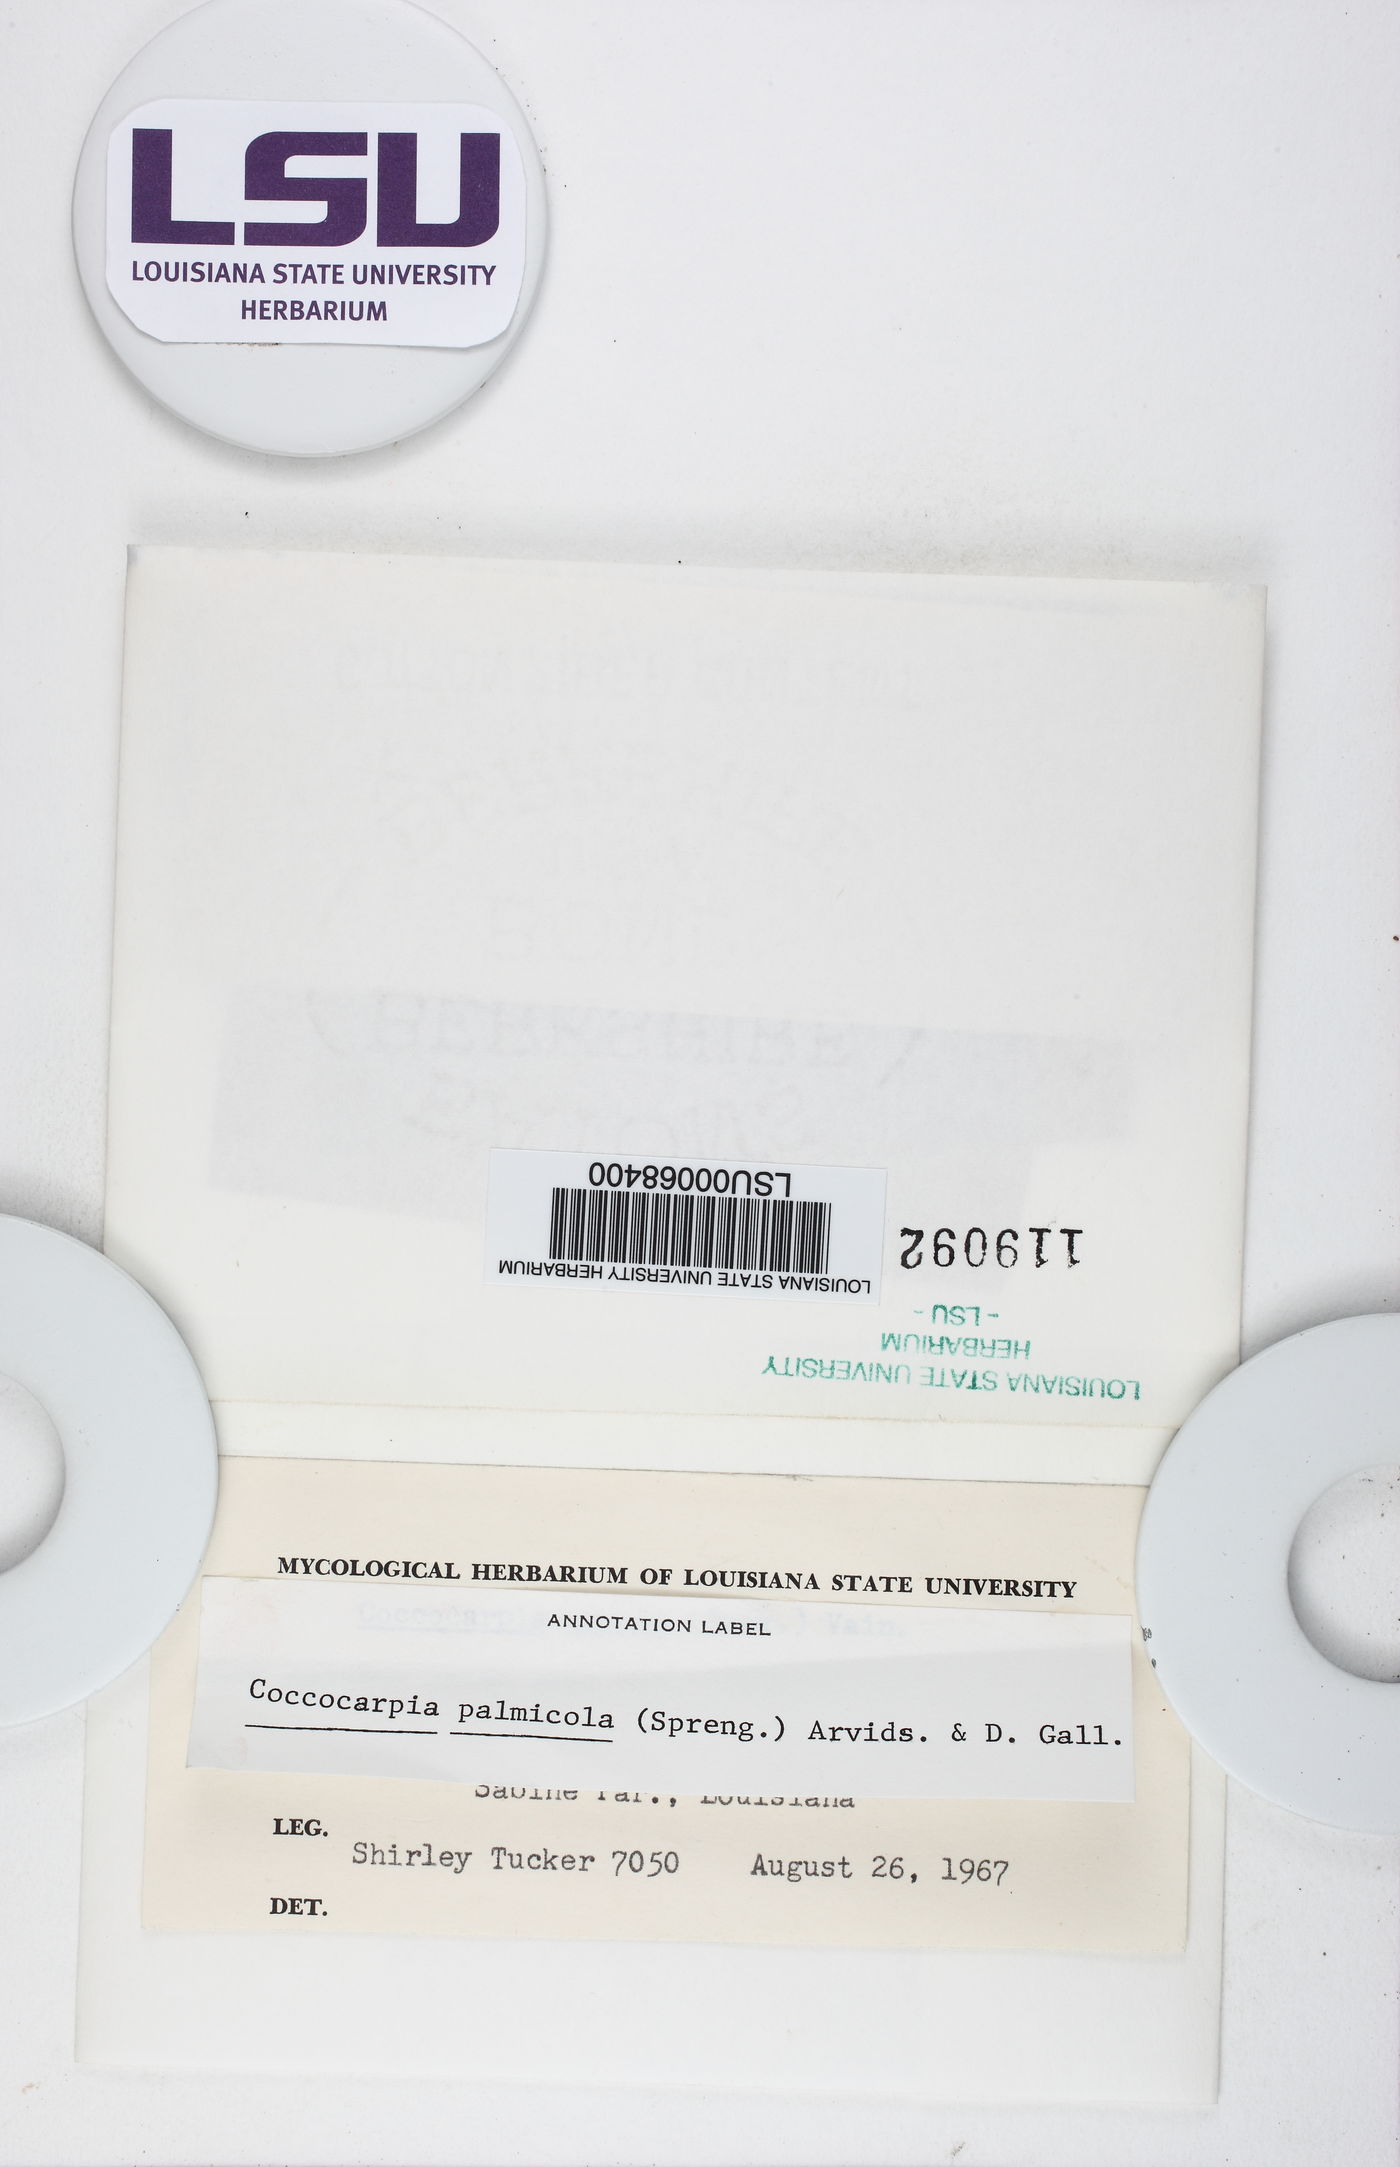 LSU
LOUISIANA STATE UNIVERSITY
HERBARIUM
LSU00068400
LOUISIANA STATE UNIVERSITY HERBARIUM
119092
- LSU -
HERBARIUM
LOUISIANA STATE UNIVERSITY
MYCOLOGICAL HERBARIUM OF LOUISIANA STATE UNIVERSITY
Coccocarpia Vain.
ANNOTATION LABEL
Coccocarpia palmicola (Spreng.) Arvids. & D. Gall.
Sabine Par., Louisiana
LEG.
Shirley Tucker 7050 August 26, 1967
DET.